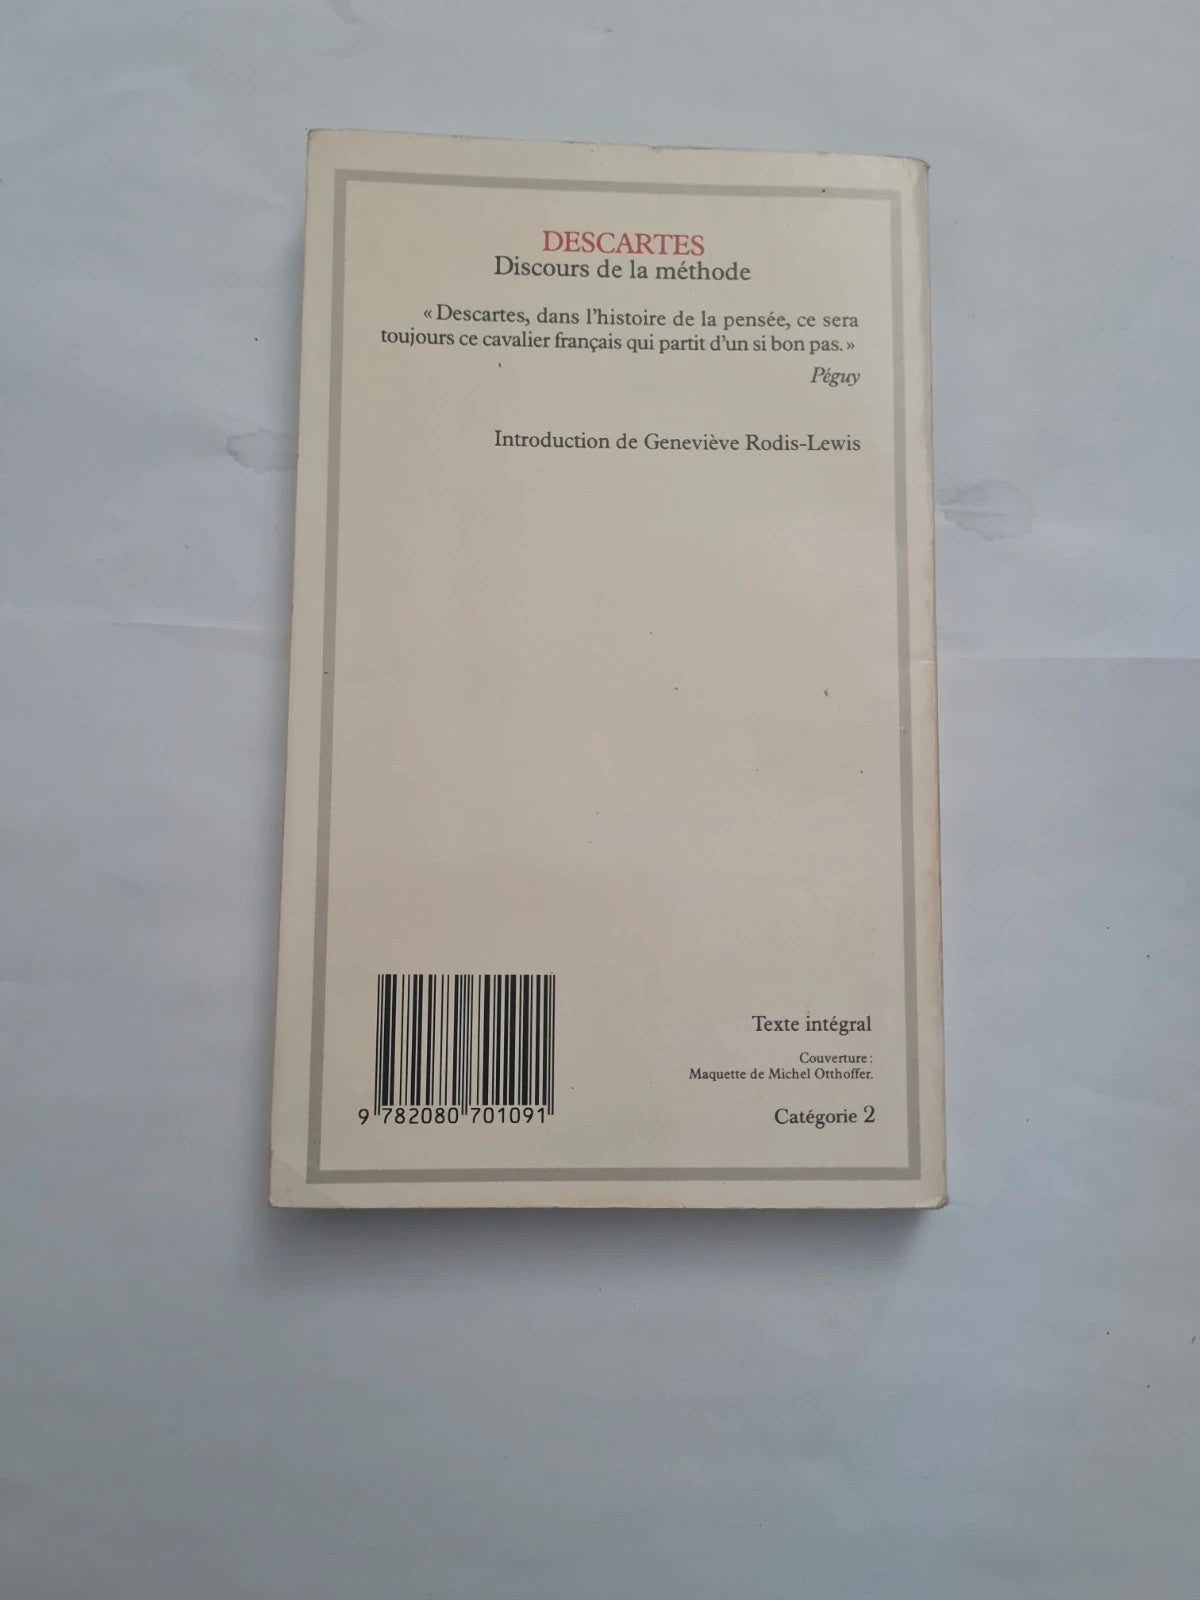 DESCARTES
Discours de la méthode
« Descartes, dans l'histoire de la pensée, ce sera
toujours ce cavalier français qui partit d'un si bon pas. »
Péguy
Introduction de Geneviève Rodis-Lewis
Texte intégral
Couverture :
Maquette de Michel Otthoffer.
Catégorie 2
9 782080 701091